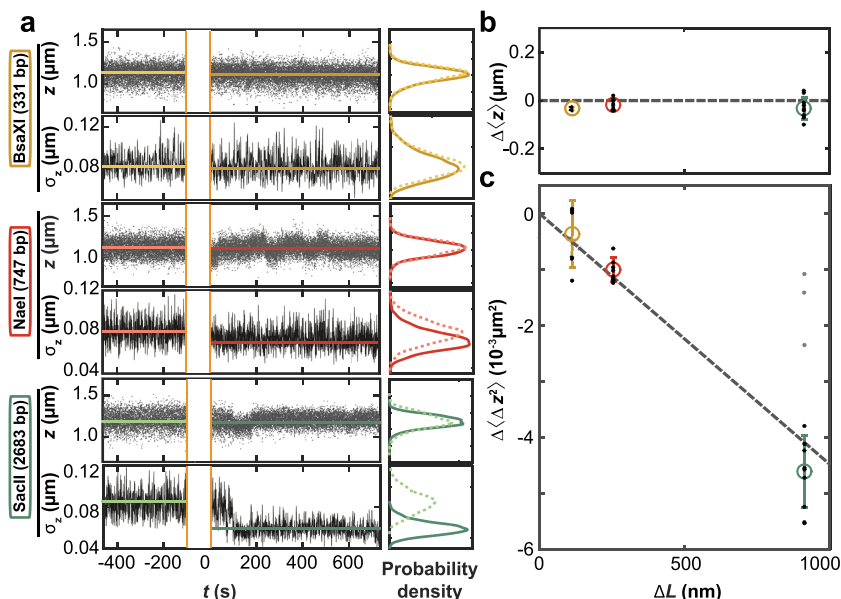 a
BsaXI (331 bp)
z (μm)
1.5
1.0
σz (μm)
0.12
0.08
NaeI (747 bp)
z (μm)
1.5
1.0
σz (μm)
0.12
0.08
0.04
SacII (2683 bp)
z (μm)
1.5
1.0
σz (μm)
0.12
0.08
0.04
-400 -200 0 200 400 600
t (s)
Probability
density
b
Δ⟨z⟩(μm)
0.2
0
-0.2
c
Δ⟨Δz²⟩ (10⁻³μm²)
0
-2
-4
-6
0 500 1000
ΔL (nm)